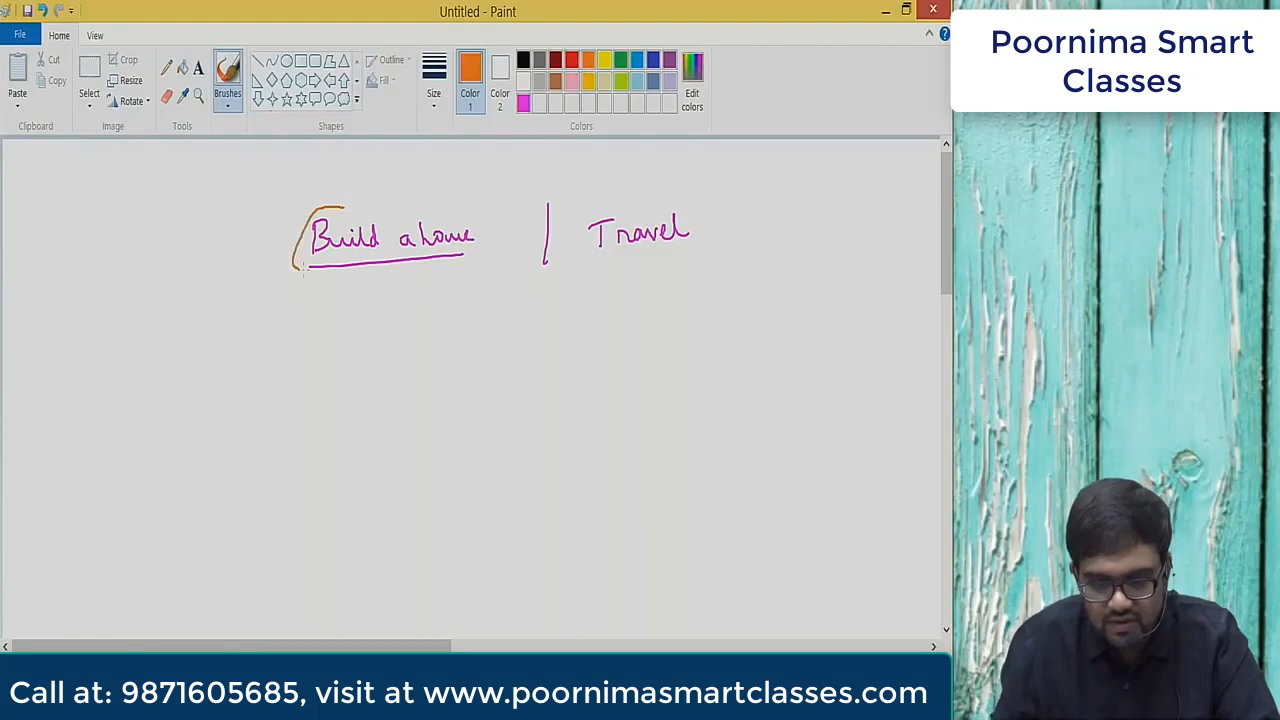 Untitled - Paint
File Home View
Paste
Cut
Copy
Clipboard
Select
Crop
Resize
Rotate
Image
Tools
Brushes
Shapes
Outline
Fill
Size
Color 1
Color 2
Edit colors
Colors
Poornima Smart
Classes
Build a home | Travel
Call at: 9871605685, visit at www.poornimasmartclasses.com